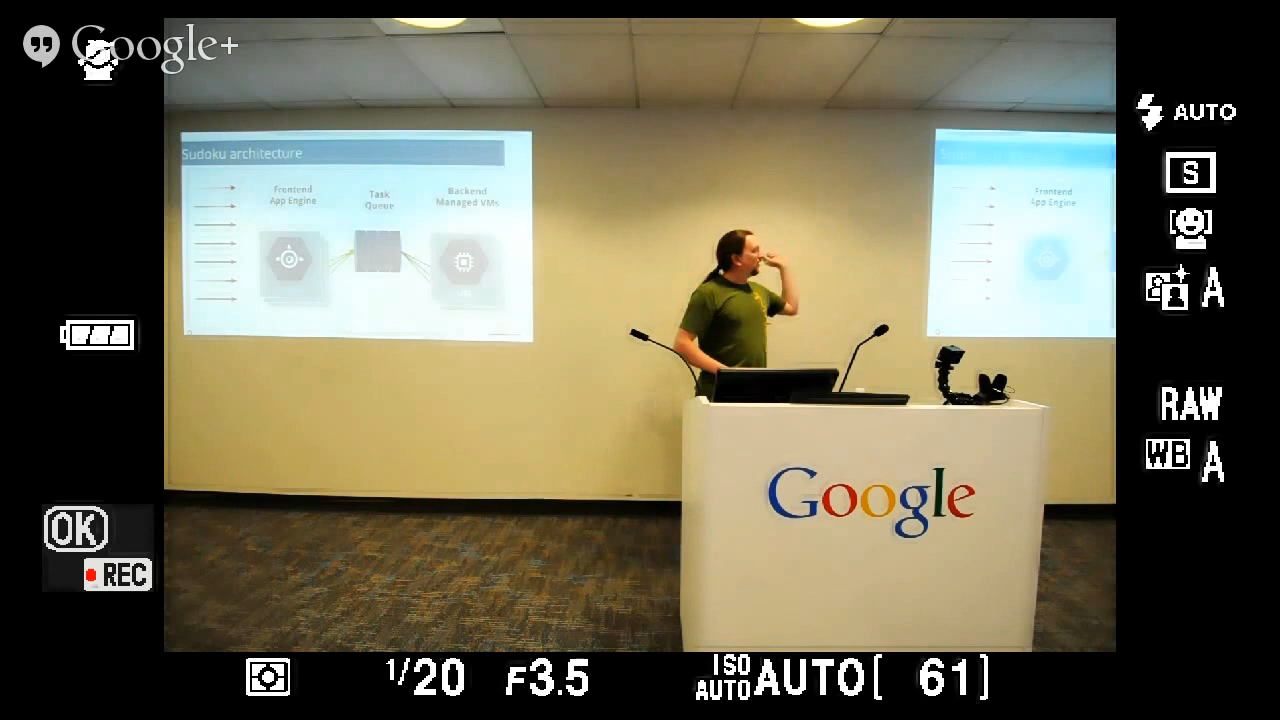 Google+
Sudoku architecture
Frontend
App Engine
Task
Queue
Backend
Managed VMs
Frontend
App Engine
Google
AUTO
S
A
RAW
WB A
OK
REC
1/20 F3.5 ISO AUTO AUTO [ 61]